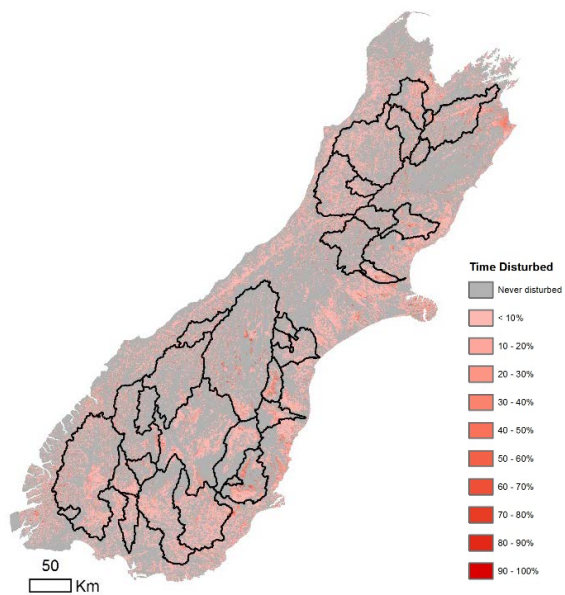 Time Disturbed
Never disturbed
< 10%
10 - 20%
20 - 30%
30 - 40%
40 - 50%
50 - 60%
60 - 70%
70 - 80%
80 - 90%
90 - 100%
50
Km